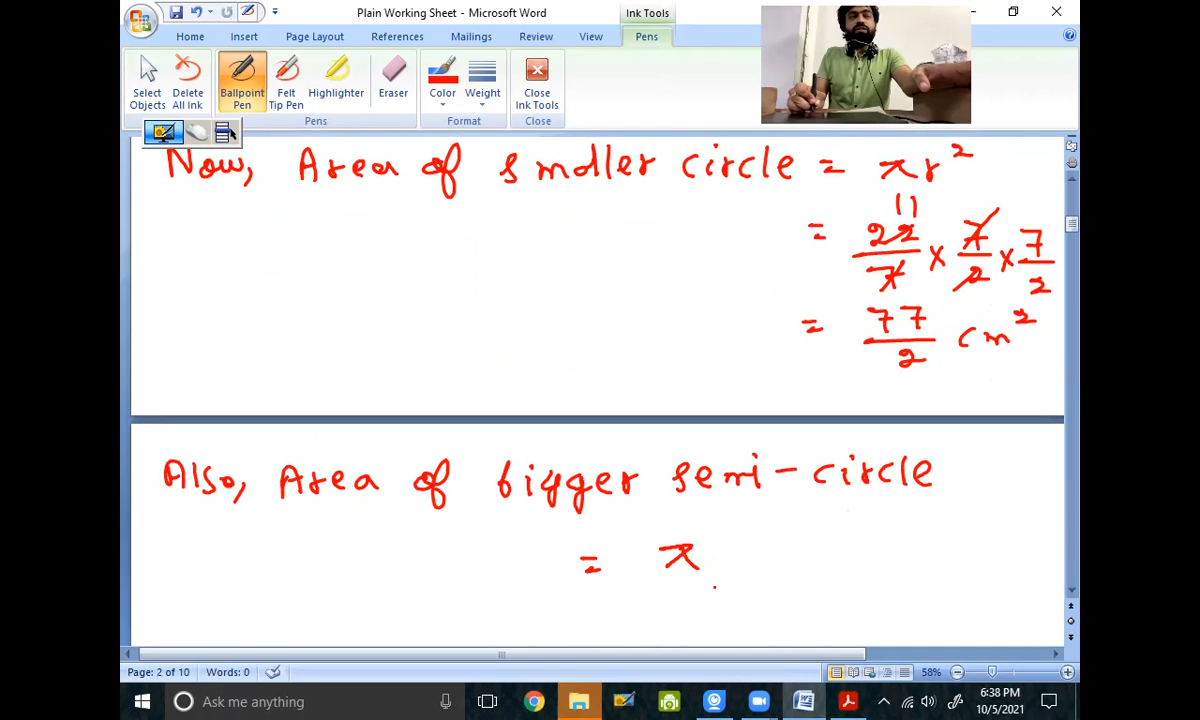 Plain Working Sheet - Microsoft Word
Ink Tools
Home Insert Page Layout References Mailings Review View Pens
Select Objects
Delete All Ink
Ballpoint Pen
Felt Tip Pen
Highlighter
Eraser
Color
Weight
Close Ink Tools
Pens Format Close
Now, Area of smaller circle = πr²
11
= 22/7 × 7/2 × 7/2
= 77/2 cm²
Also, Area of bigger semi-circle
= π
Page: 2 of 10 Words: 0 58%
Ask me anything
6:38 PM
10/5/2021